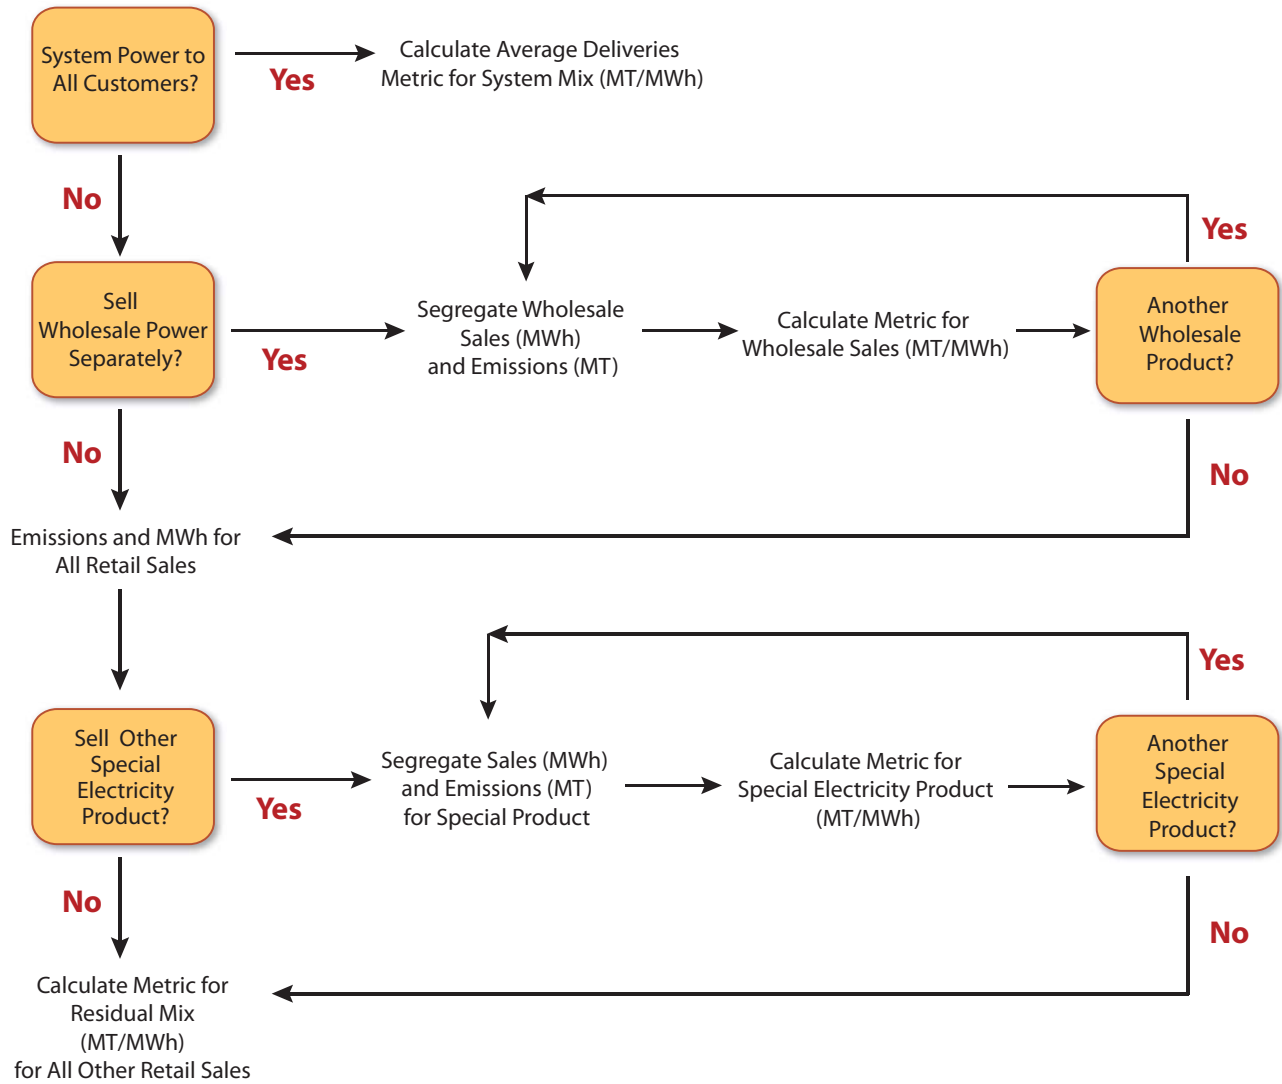 System Power to
All Customers?
Yes
Calculate Average Deliveries
Metric for System Mix (MT/MWh)
No
Yes
Sell
Wholesale Power
Separately?
Yes
Segregate Wholesale
Sales (MWh)
and Emissions (MT)
Calculate Metric for
Wholesale Sales (MT/MWh)
Another
Wholesale
Product?
No
No
Emissions and MWh for
All Retail Sales
Yes
Sell Other
Special
Electricity
Product?
Yes
Segregate Sales (MWh)
and Emissions (MT)
for Special Product
Calculate Metric for
Special Electricity Product
(MT/MWh)
Another
Special
Electricity
Product?
No
No
Calculate Metric for
Residual Mix
(MT/MWh)
for All Other Retail Sales